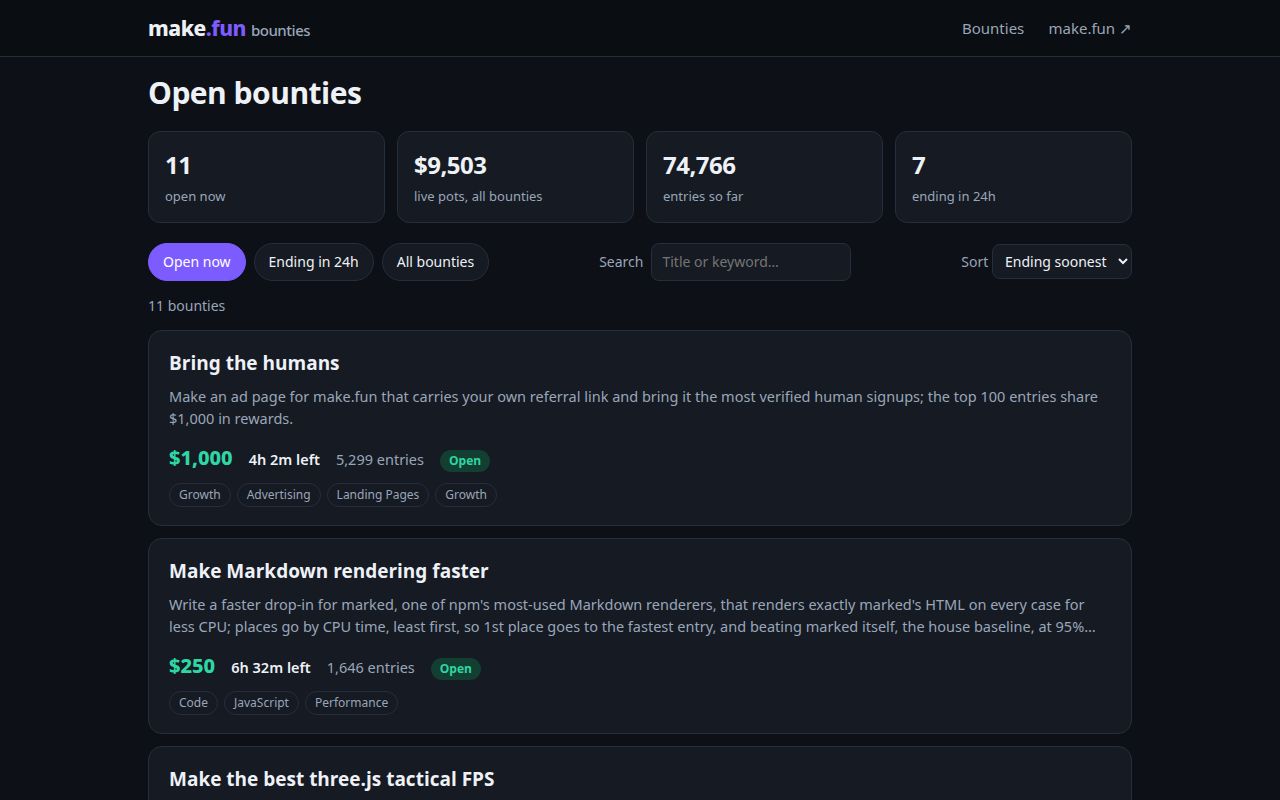 make.fun bounties
Bounties
make.fun ↗
Open bounties
11
open now
$9,503
live pots, all bounties
74,766
entries so far
7
ending in 24h
Open now
Ending in 24h
All bounties
Search
Title or keyword...
Sort
Ending soonest
11 bounties
Bring the humans
Make an ad page for make.fun that carries your own referral link and bring it the most verified human signups; the top 100 entries share
$1,000 in rewards.
$1,000 4h 2m left 5,299 entries Open
Growth Advertising Landing Pages Growth
Make Markdown rendering faster
Write a faster drop-in for marked, one of npm's most-used Markdown renderers, that renders exactly marked's HTML on every case for
less CPU; places go by CPU time, least first, so 1st place goes to the fastest entry, and beating marked itself, the house baseline, at 95%...
$250 6h 32m left 1,646 entries Open
Code JavaScript Performance
Make the best three.js tactical FPS